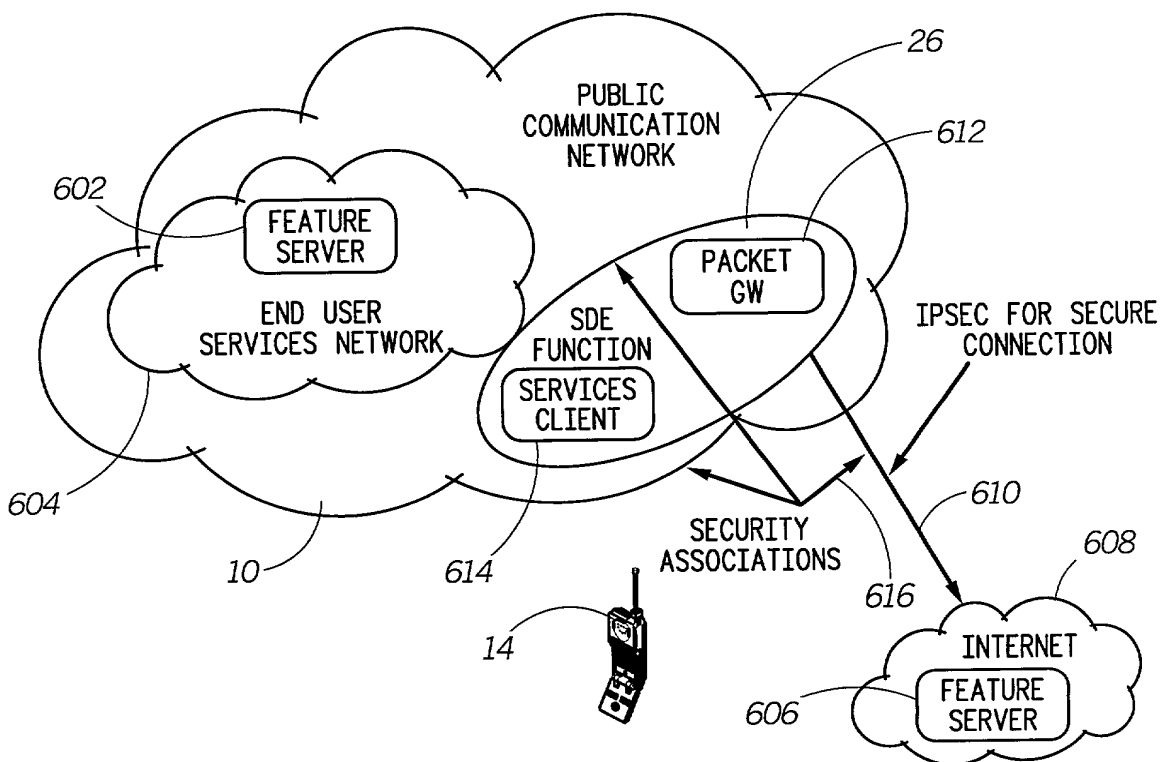 26
PUBLIC
COMMUNICATION
NETWORK
612
602
FEATURE
SERVER
PACKET
GW
END USER
SERVICES NETWORK
SDE
FUNCTION
IPSEC FOR SECURE
CONNECTION
SERVICES
CLIENT
604
10
614
SECURITY
ASSOCIATIONS
610
616
608
14
INTERNET
606
FEATURE
SERVER